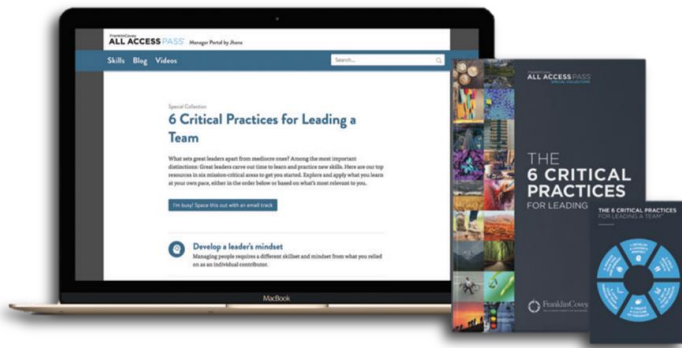 FranklinCovey
ALL ACCESS PASS Manager Portal by Jhana
Skills Blog Videos
Search...
Special Collection
6 Critical Practices for Leading a
Team
What sets great leaders apart from mediocre ones? Among the most important
distinctions: Great leaders carve out time to learn and practice new skills. Here are our top
resources in six mission-critical areas to get you started. Explore and apply what you learn
at your own pace, either in the order below or based on what's most relevant to you.
I'm busy! Space this out with an email track
Develop a leader's mindset
Managing people requires a different skillset and mindset from what you relied
on as an individual contributor.
MacBook
ALL ACCESS PASS
THE
6 CRITICAL
PRACTICES
FOR LEADING
FranklinCovey
THE 6 CRITICAL PRACTICES
FOR LEADING A TEAM